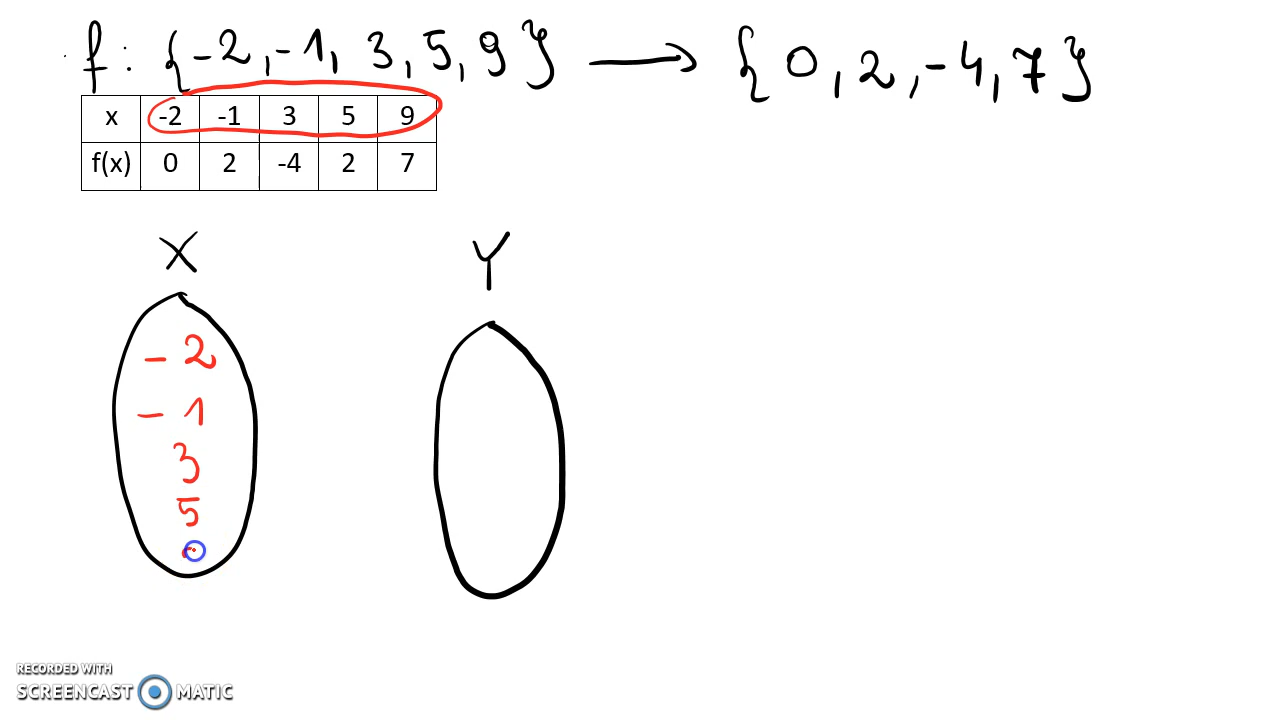 f: {-2, -1, 3, 5, 9} → {0, 2, -4, 7}
x -2 -1 3 5 9
f(x) 0 2 -4 2 7
X Y
-2
-1
3
5
RECORDED WITH
SCREENCAST MATIC